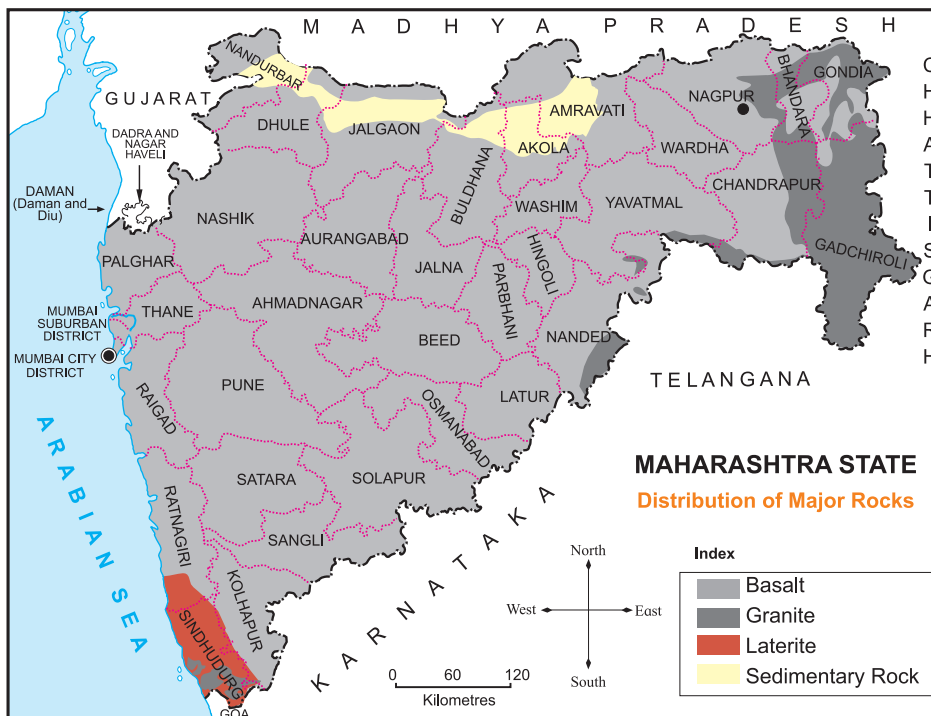 M A D H Y A P R A D E S H
NANDURBAR
GUJARAT
DHULE
JALGAON
AMRAVATI
AKOLA
NAGPUR
BHANDARA
GONDIA
CHHATTISGARH
DADRA AND
NAGAR
HAVELI
DAMAN
(Daman and
Diu)
NASHIK
BULDHANA
WARDHA
WASHIM
YAVATMAL
CHANDRAPUR
GADCHIROLI
AURANGABAD
JALNA
HINGOLI
PARBHANI
PALGHAR
THANE
AHMADNAGAR
MUMBAI
SUBURBAN
DISTRICT
MUMBAI CITY
DISTRICT
BEED
NANDED
TELANGANA
PUNE
RAIGAD
LATUR
OSMANABAD
ARABIAN SEA
SATARA
SOLAPUR
RATNAGIRI
SANGLI
KOLHAPUR
KARNATAKA
SINDHUDURG
GOA
MAHARASHTRA STATE
Distribution of Major Rocks
North
West
East
South
0 60 120
Kilometres
Index
Basalt
Granite
Laterite
Sedimentary Rock